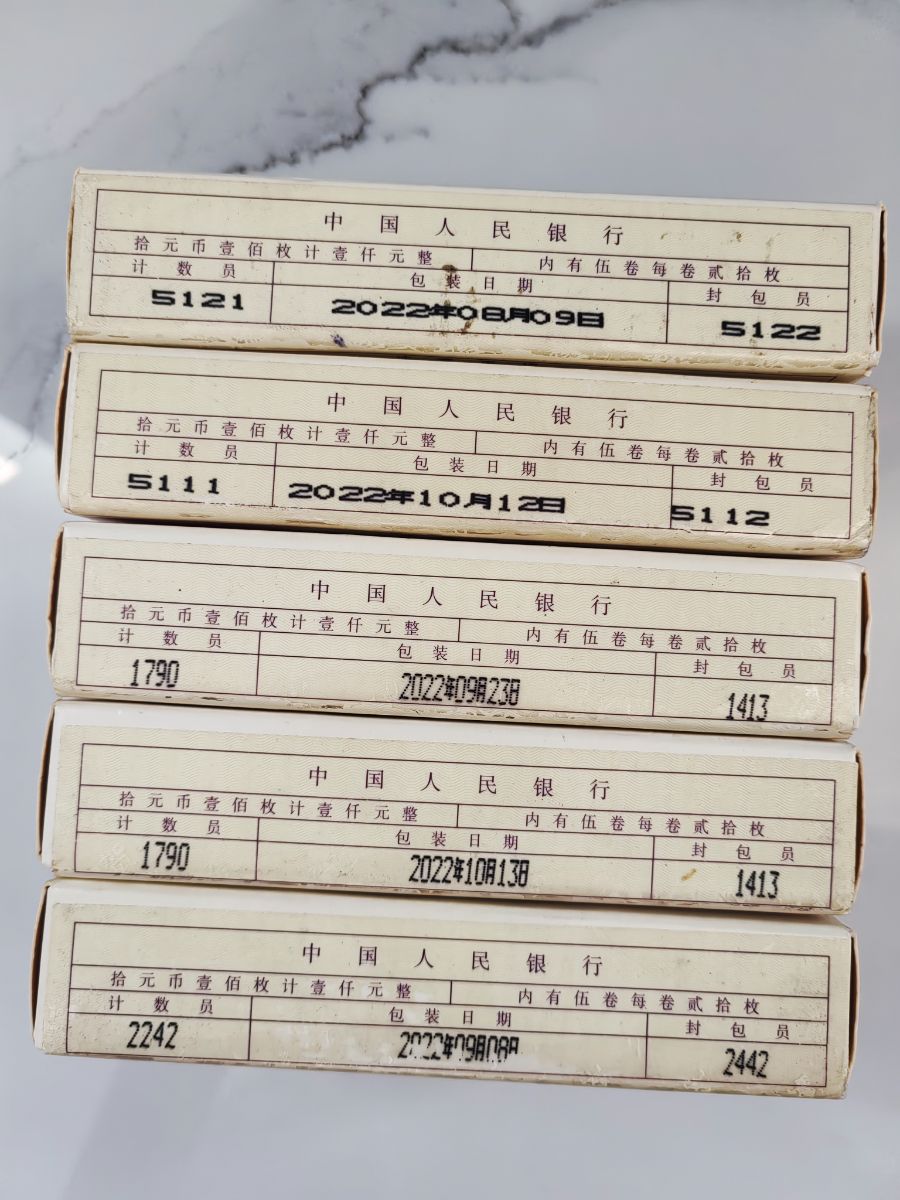 中国人民银行
拾元币壹佰枚计壹仟元整 内有伍卷每卷贰拾枚
计数员 包装日期 封包员
5121 2022年08月09日 5122
中国人民银行
拾元币壹佰枚计壹仟元整 内有伍卷每卷贰拾枚
计数员 包装日期 封包员
5111 2022年10月12日 5112
中国人民银行
拾元币壹佰枚计壹仟元整 内有伍卷每卷贰拾枚
计数员 包装日期 封包员
1790 2022年09月23日 1413
中国人民银行
拾元币壹佰枚计壹仟元整 内有伍卷每卷贰拾枚
计数员 包装日期 封包员
1790 2022年10月13日 1413
中国人民银行
拾元币壹佰枚计壹仟元整 内有伍卷每卷贰拾枚
计数员 包装日期 封包员
2242 2022年09月08日 2442